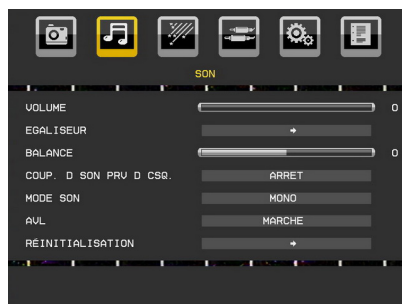 SON
VOLUME 0
EGALISEUR
BALANCE 0
COUP. D SON PRV D CSQ. ARRET
MODE SON MONO
AVL MARCHE
RÉINITIALISATION